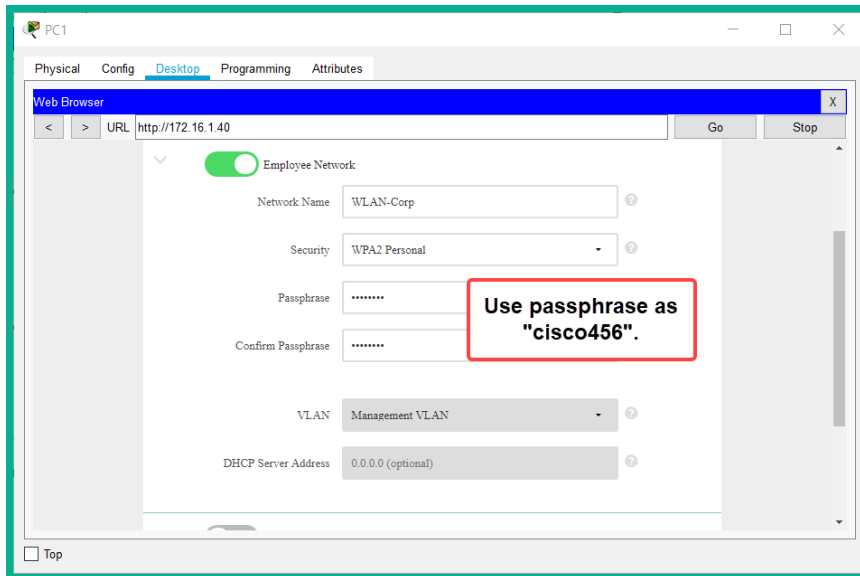 PC1
Physical Config Desktop Programming Attributes
Web Browser X
< > URL http://172.16.1.40 Go Stop
Employee Network
Network Name WLAN-Corp ?
Security WPA2 Personal ?
Passphrase ••••••••
Use passphrase as
"cisco456".
Confirm Passphrase ••••••••
VLAN Management VLAN ?
DHCP Server Address 0.0.0.0 (optional) ?
Top